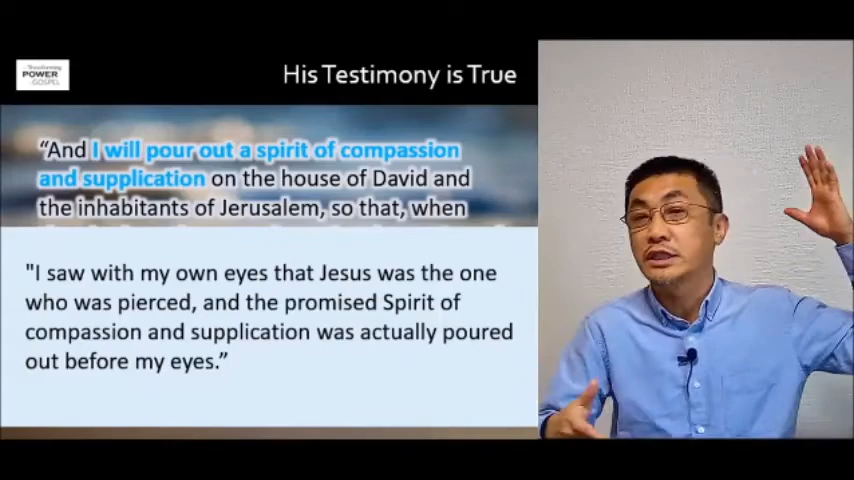 The Transforming
POWER
of GOSPEL
His Testimony is True
“And I will pour out a spirit of compassion
and supplication on the house of David and
the inhabitants of Jerusalem, so that, when
"I saw with my own eyes that Jesus was the one
who was pierced, and the promised Spirit of
compassion and supplication was actually poured
out before my eyes.”